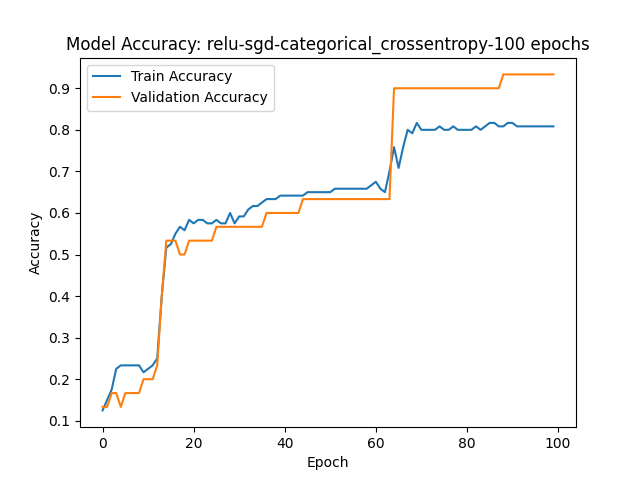 Model Accuracy: relu-sgd-categorical_crossentropy-100 epochs
Train Accuracy
Validation Accuracy
0.9
0.8
0.7
0.6
0.5
0.4
0.3
0.2
0.1
Accuracy
0 20 40 60 80 100
Epoch